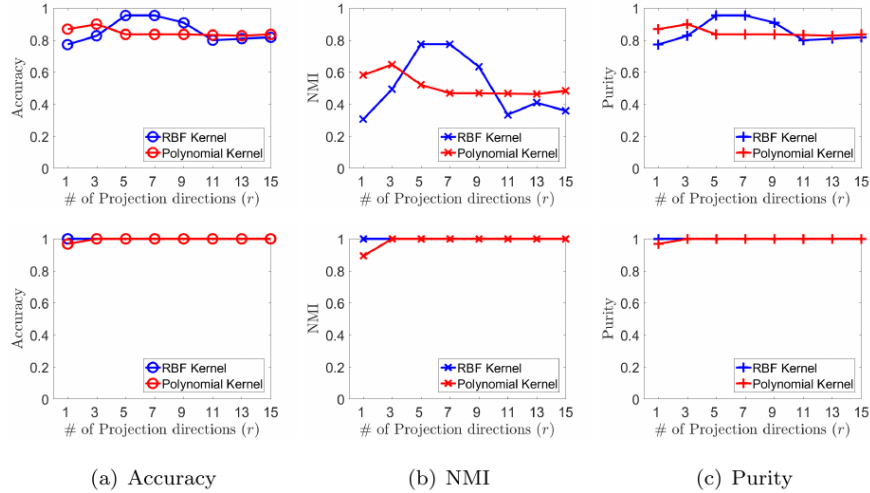 1
0.8
0.6
0.4
0.2
0
Accuracy
RBF Kernel
Polynomial Kernel
1 3 5 7 9 11 13 15
# of Projection directions (r)
1
0.8
0.6
0.4
0.2
0
NMI
RBF Kernel
Polynomial Kernel
1 3 5 7 9 11 13 15
# of Projection directions (r)
1
0.8
0.6
0.4
0.2
0
Purity
RBF Kernel
Polynomial Kernel
1 3 5 7 9 11 13 15
# of Projection directions (r)
1
0.8
0.6
0.4
0.2
0
Accuracy
RBF Kernel
Polynomial Kernel
1 3 5 7 9 11 13 15
# of Projection directions (r)
1
0.8
0.6
0.4
0.2
0
NMI
RBF Kernel
Polynomial Kernel
1 3 5 7 9 11 13 15
# of Projection directions (r)
1
0.8
0.6
0.4
0.2
0
Purity
RBF Kernel
Polynomial Kernel
1 3 5 7 9 11 13 15
# of Projection directions (r)
(a) Accuracy
(b) NMI
(c) Purity